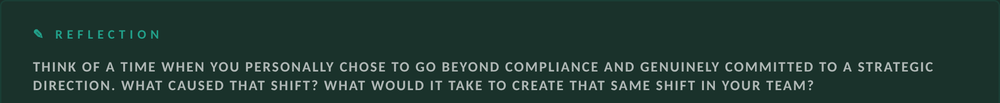 ✎ REFLECTION
THINK OF A TIME WHEN YOU PERSONALLY CHOSE TO GO BEYOND COMPLIANCE AND GENUINELY COMMITTED TO A STRATEGIC
DIRECTION. WHAT CAUSED THAT SHIFT? WHAT WOULD IT TAKE TO CREATE THAT SAME SHIFT IN YOUR TEAM?